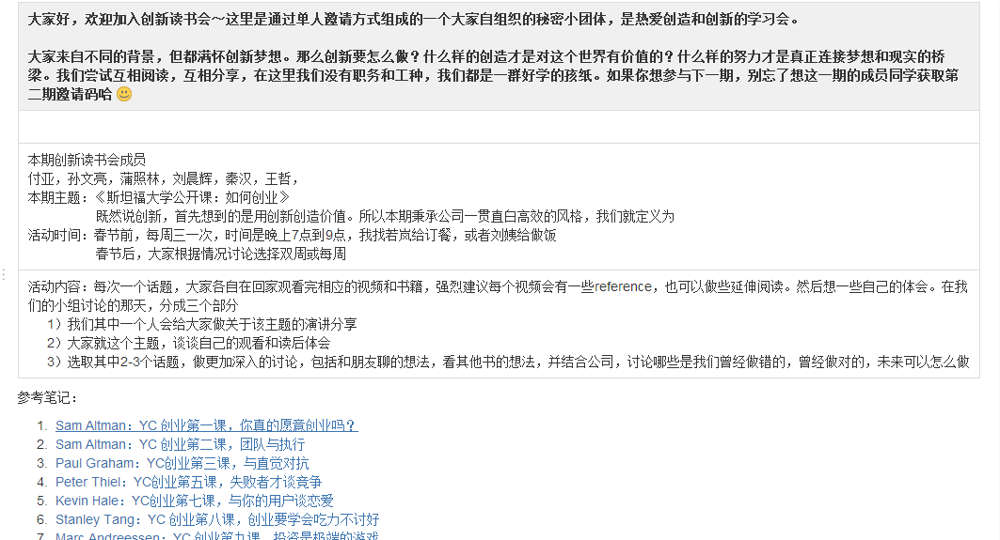 大家好，欢迎加入创新读书会～这里是通过单人邀请方式组成的一个大家自组织的秘密小团体，是热爱创造和创新的学习会。
大家来自不同的背景，但都满怀创新梦想。那么创新要怎么做？什么样的创造才是对这个世界有价值的？什么样的努力才是真正连接梦想和现实的桥
梁。我们尝试互相阅读，互相分享，在这里我们没有职务和工种，我们都是一群好学的孩纸。如果你想参与下一期，别忘了想这一期的成员同学获取第
二期邀请码哈
本期创新读书会成员
付亚，孙文亮，蒲照林，刘晨辉，秦汉，王哲，
本期主题：《斯坦福大学公开课：如何创业》
既然说创新，首先想到的是用创新创造价值。所以本期秉承公司一贯直白高效的风格，我们就定义为
活动时间：春节前，每周三一次，时间是晚上7点到9点，我找若岚给订餐，或者刘姨给做饭
春节后，大家根据情况讨论选择双周或每周
活动内容：每次一个话题，大家各自在回家观看完相应的视频和书籍，强烈建议每个视频会有一些reference，也可以做些延伸阅读。然后想一些自己的体会。在我
们的小组讨论的那天，分成三个部分
1）我们其中一个人会给大家做关于该主题的演讲分享
2）大家就这个主题，谈谈自己的观看和读后体会
3）选取其中2-3个话题，做更加深入的讨论，包括和朋友聊的想法，看其他书的想法，并结合公司，讨论哪些是我们曾经做错的，曾经做对的，未来可以怎么做
参考笔记：
1. Sam Altman：YC 创业第一课，你真的愿意创业吗？
2. Sam Altman：YC 创业第二课，团队与执行
3. Paul Graham：YC创业第三课，与直觉对抗
4. Peter Thiel：YC创业第五课，失败者才谈竞争
5. Kevin Hale：YC创业第七课，与你的用户谈恋爱
6. Stanley Tang：YC 创业第八课，创业要学会吃力不讨好
7. Marc Andreessen：YC 创业第九课，投资是极端的游戏